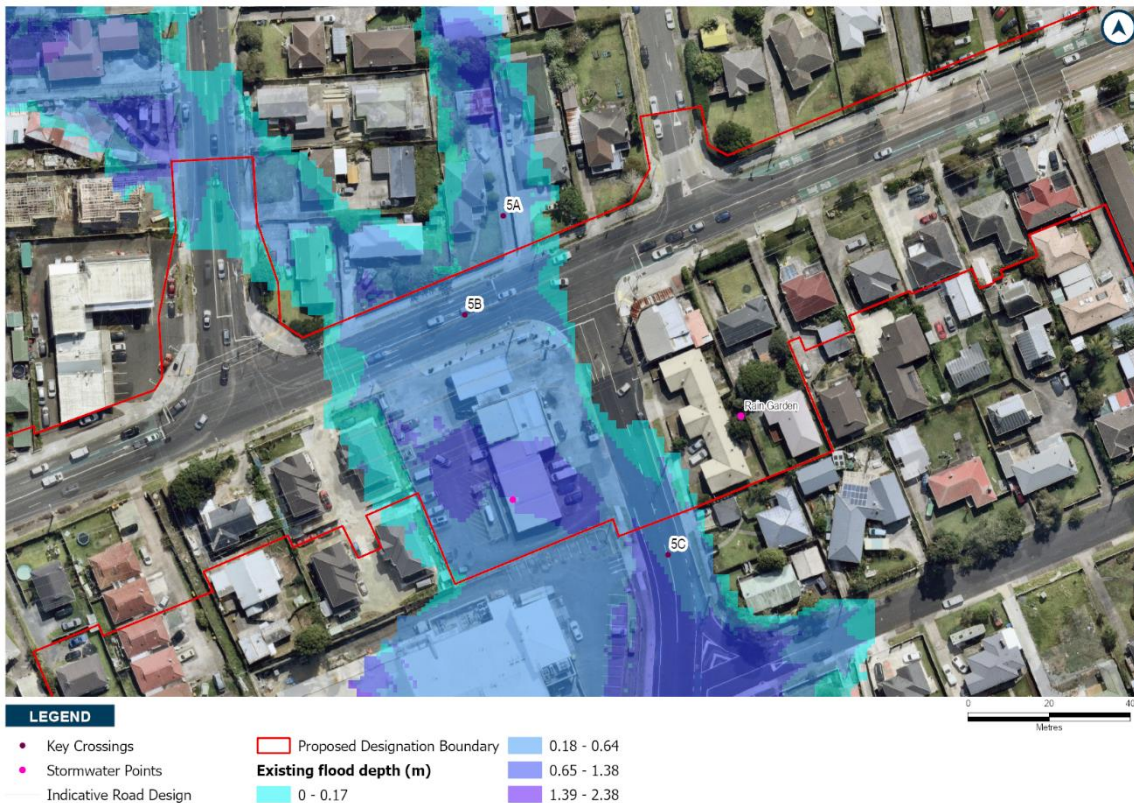 5A
5B
Rain Garden
5C
LEGEND
Key Crossings
Stormwater Points
Indicative Road Design
Proposed Designation Boundary
Existing flood depth (m)
0 - 0.17
0.18 - 0.64
0.65 - 1.38
1.39 - 2.38
0 20 40
Metres